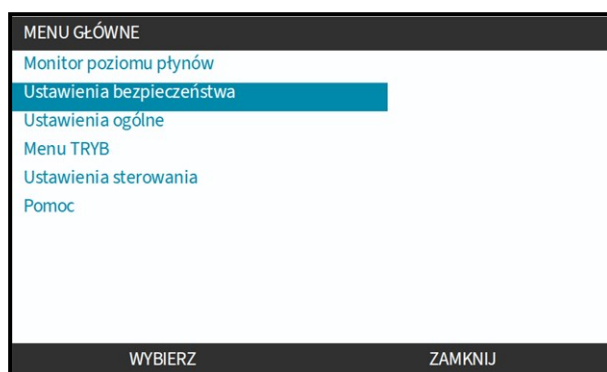 MENU GŁÓWNE
Monitor poziomu płynów
Ustawienia bezpieczeństwa
Ustawienia ogólne
Menu TRYB
Ustawienia sterowania
Pomoc
WYBIERZ ZAMKNIJ